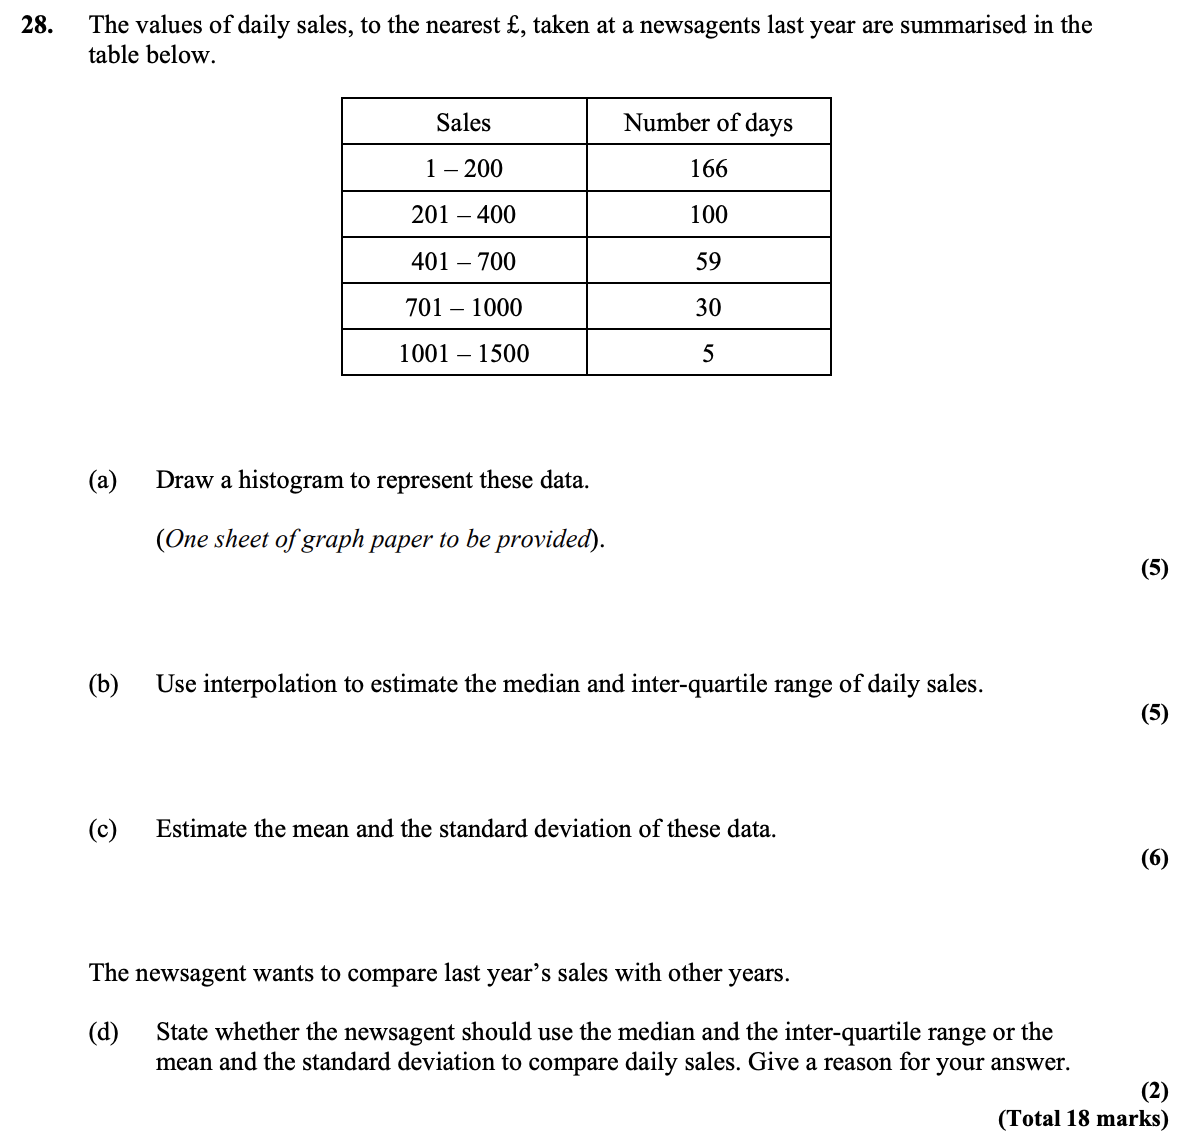 28. The values of daily sales, to the nearest £, taken at a newsagents last year are summarised in the
table below.
Sales Number of days
1 – 200 166
201 – 400 100
401 – 700 59
701 – 1000 30
1001 – 1500 5
(a) Draw a histogram to represent these data.
(One sheet of graph paper to be provided).
(5)
(b) Use interpolation to estimate the median and inter-quartile range of daily sales.
(5)
(c) Estimate the mean and the standard deviation of these data.
(6)
The newsagent wants to compare last year’s sales with other years.
(d) State whether the newsagent should use the median and the inter-quartile range or the
mean and the standard deviation to compare daily sales. Give a reason for your answer.
(2)
(Total 18 marks)